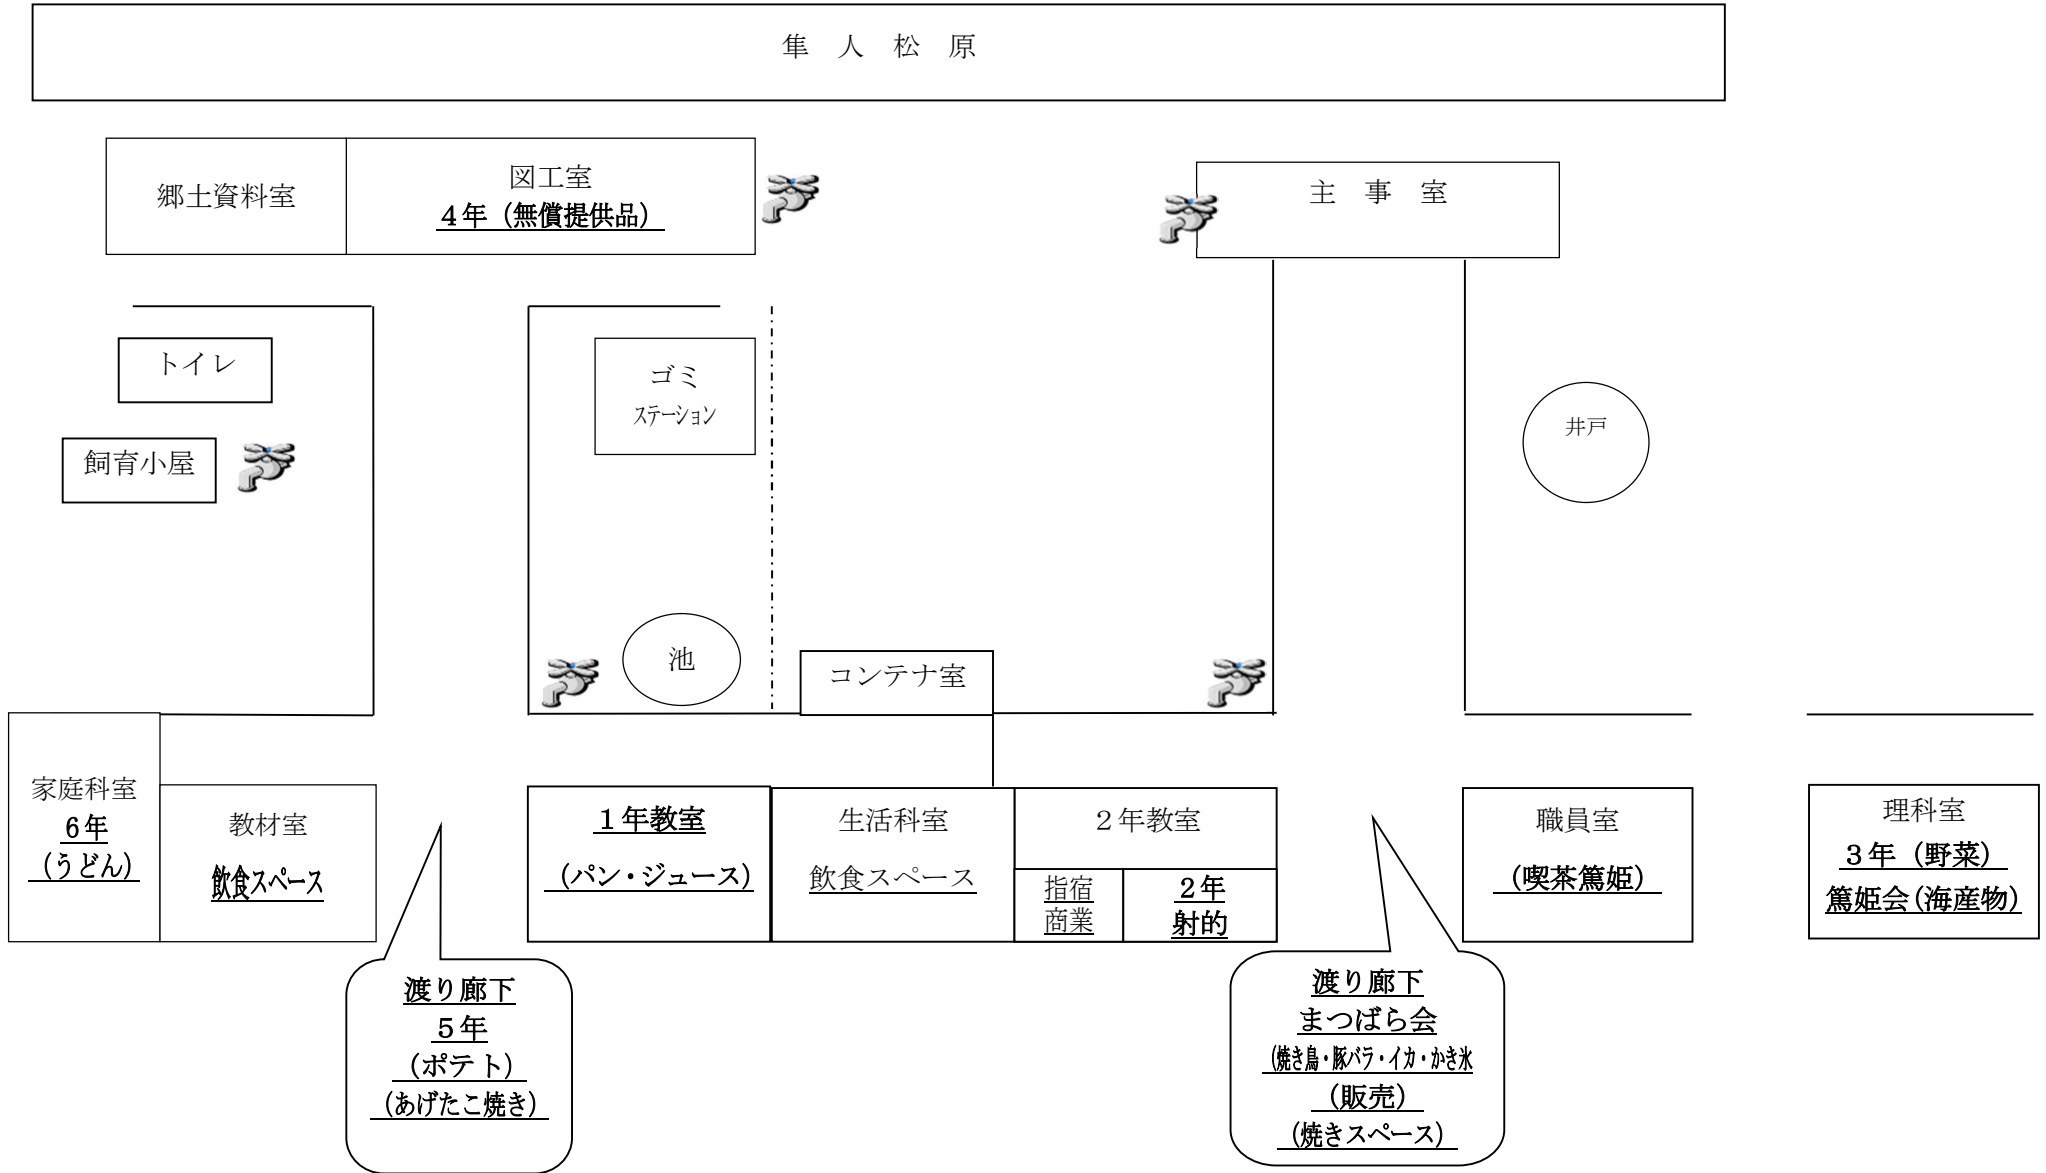 隼 人 松 原
郷土資料室
図工室
４年（無償提供品）
主 事 室
トイレ
ゴミ
ステーション
井戸
飼育小屋
池
コンテナ室
家庭科室
6年
（うどん）
教材室
飲食スペース
１年教室
（パン・ジュース）
生活科室
飲食スペース
２年教室
指宿
商業
２年
射的
職員室
（喫茶篤姫）
理科室
３年（野菜）
篤姫会(海産物)
渡り廊下
５年
（ポテト）
（あげたこ焼き）
渡り廊下
まつばら会
（焼き鳥・豚バラ・イカ・かき氷
（販売）
（焼きスペース）